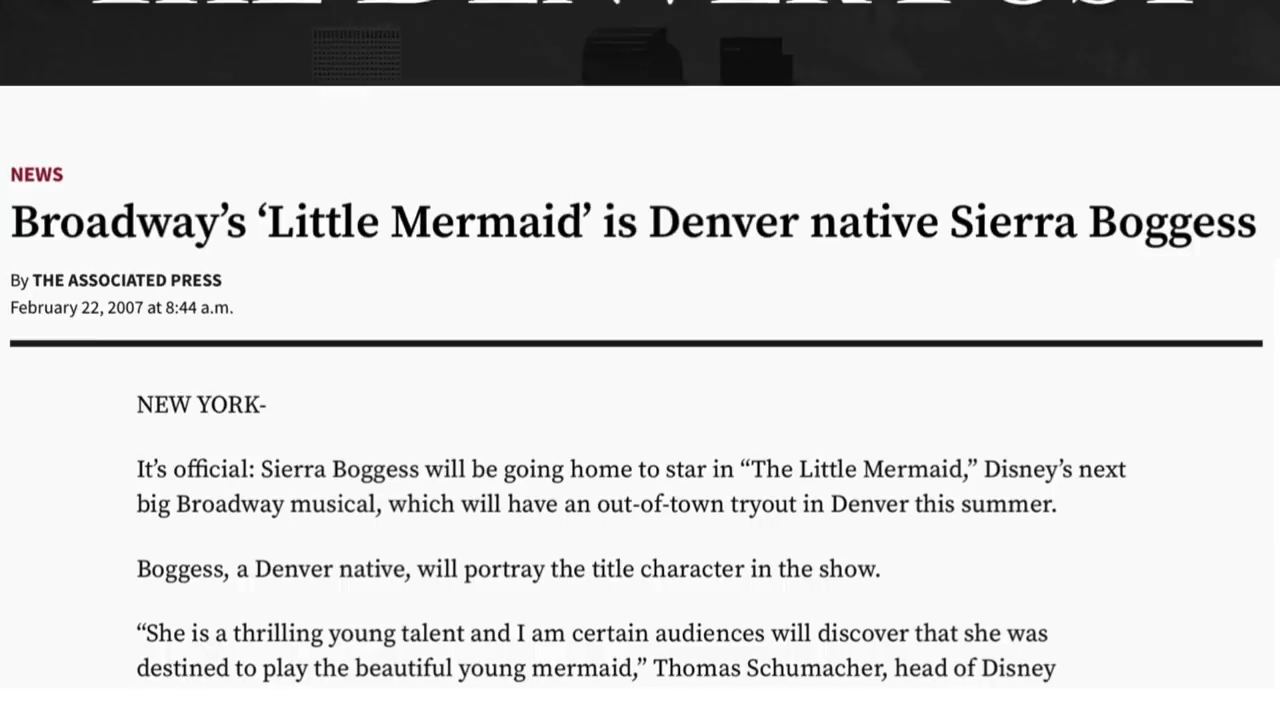 THE DENVER POST
NEWS
Broadway’s ‘Little Mermaid’ is Denver native Sierra Boggess
By THE ASSOCIATED PRESS
February 22, 2007 at 8:44 a.m.
NEW YORK-
It’s official: Sierra Boggess will be going home to star in “The Little Mermaid,” Disney’s next
big Broadway musical, which will have an out-of-town tryout in Denver this summer.
Boggess, a Denver native, will portray the title character in the show.
“She is a thrilling young talent and I am certain audiences will discover that she was
destined to play the beautiful young mermaid,” Thomas Schumacher, head of Disney